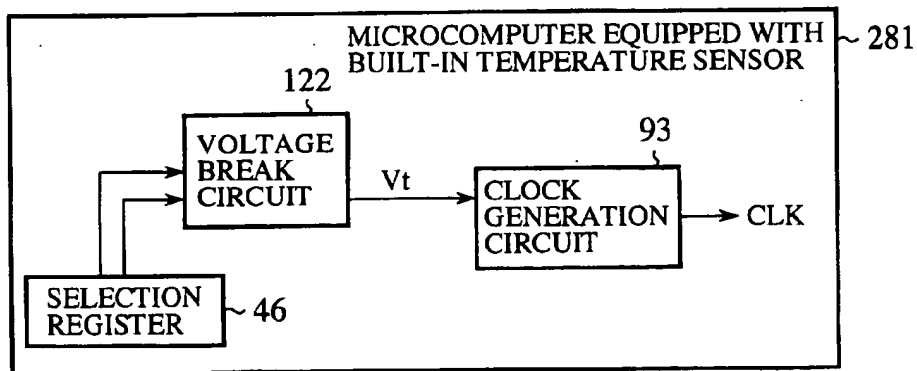 MICROCOMPUTER EQUIPPED WITH
BUILT-IN TEMPERATURE SENSOR
281
122
VOLTAGE
BREAK
CIRCUIT
Vt
93
CLOCK
GENERATION
CIRCUIT
CLK
SELECTION
REGISTER
46